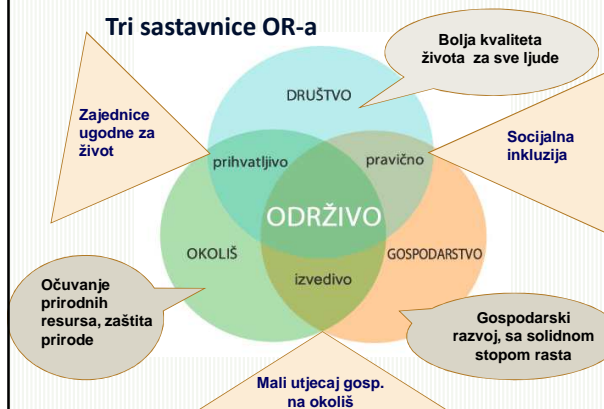 Tri sastavnice OR-a
Bolja kvaliteta
života za sve ljude
DRUŠTVO
Zajednice
ugodne za
život
Socijalna
inkluzija
prihvatljivo
pravično
ODRŽIVO
OKOLIŠ
GOSPODARSTVO
izvedivo
Očuvanje
prirodnih
resursa, zaštita
prirode
Gospodarski
razvoj, sa solidnom
stopom rasta
Mali utjecaj gosp.
na okoliš